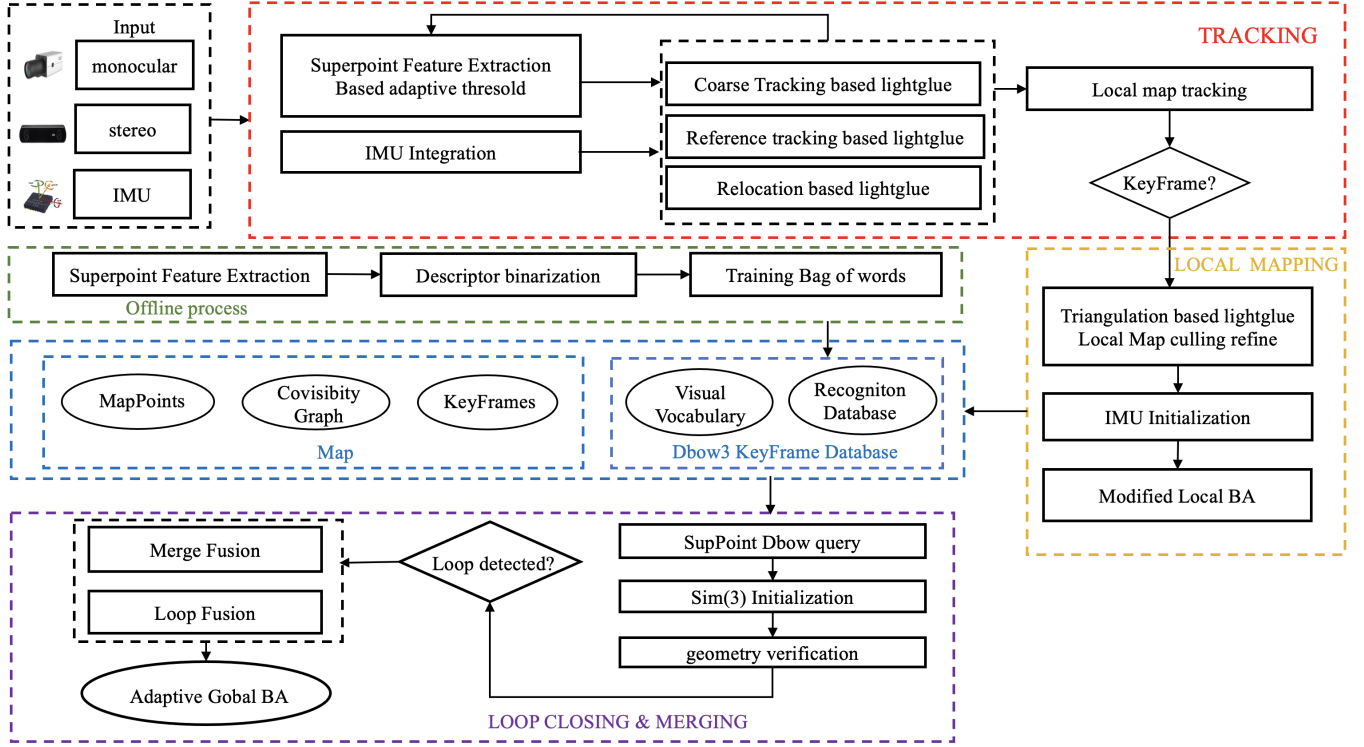 Input
monocular
stereo
IMU
TRACKING
Superpoint Feature Extraction
Based adaptive thresold
IMU Integration
Coarse Tracking based lightglue
Reference tracking based lightglue
Relocation based lightglue
Local map tracking
KeyFrame?
Superpoint Feature Extraction
Descriptor binarization
Training Bag of words
Offline process
LOCAL MAPPING
Triangulation based lightglue
Local Map culling refine
IMU Initialization
Modified Local BA
MapPoints
Covisibity
Graph
KeyFrames
Map
Visual
Vocabulary
Recogniton
Database
Dbow3 KeyFrame Database
SupPoint Dbow query
Sim(3) Initialization
geometry verification
Loop detected?
Merge Fusion
Loop Fusion
Adaptive Gobal BA
LOOP CLOSING & MERGING